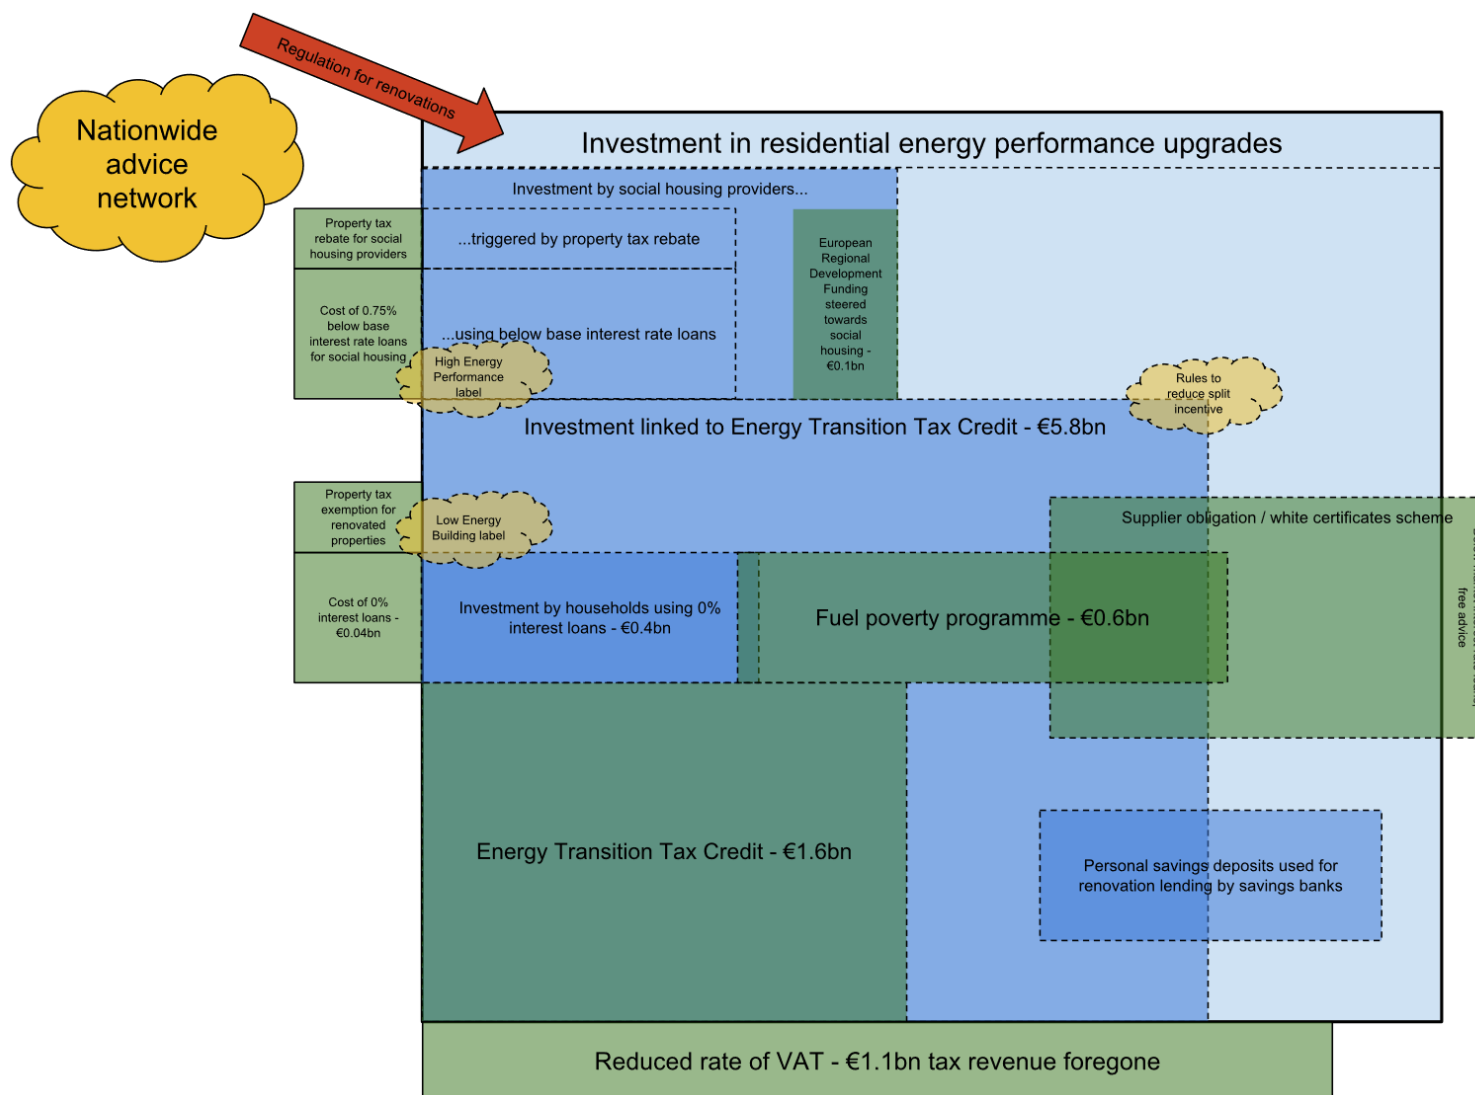 Regulation for renovations
Nationwide
advice
network
Investment in residential energy performance upgrades
Investment by social housing providers...
Property tax
rebate for social
housing providers
...triggered by property tax rebate
European
Regional
Development
Funding
steered
towards
social
housing -
€0.1bn
Cost of 0.75%
below base
interest rate loans
for social housing
...using below base interest rate loans
High Energy
Performance
label
Rules to
reduce split
incentive
Investment linked to Energy Transition Tax Credit - €5.8bn
Property tax
exemption for
renovated
properties
Low Energy
Building label
Supplier obligation / white certificates scheme
free advice
Cost of 0%
interest loans -
€0.04bn
Investment by households using 0%
interest loans - €0.4bn
Fuel poverty programme - €0.6bn
Energy Transition Tax Credit - €1.6bn
Personal savings deposits used for
renovation lending by savings banks
Reduced rate of VAT - €1.1bn tax revenue foregone